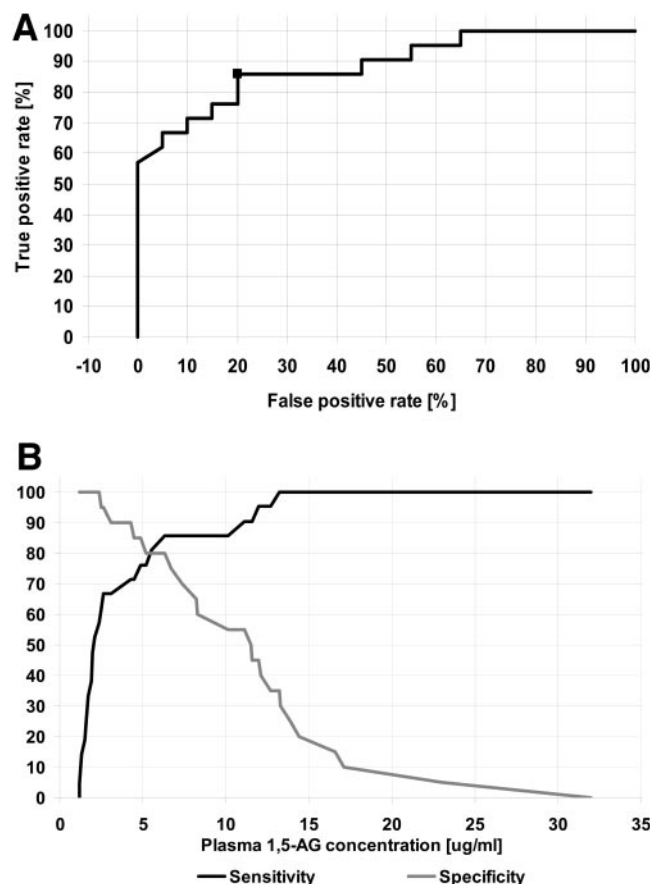 A
100
90
80
70
60
50
40
30
20
10
0
True positive rate [%]
-10 0 10 20 30 40 50 60 70 80 90 100
False positive rate [%]
B
100
90
80
70
60
50
40
30
20
10
0
0 5 10 15 20 25 30 35
Plasma 1,5-AG concentration [ug/ml]
Sensitivity Specificity